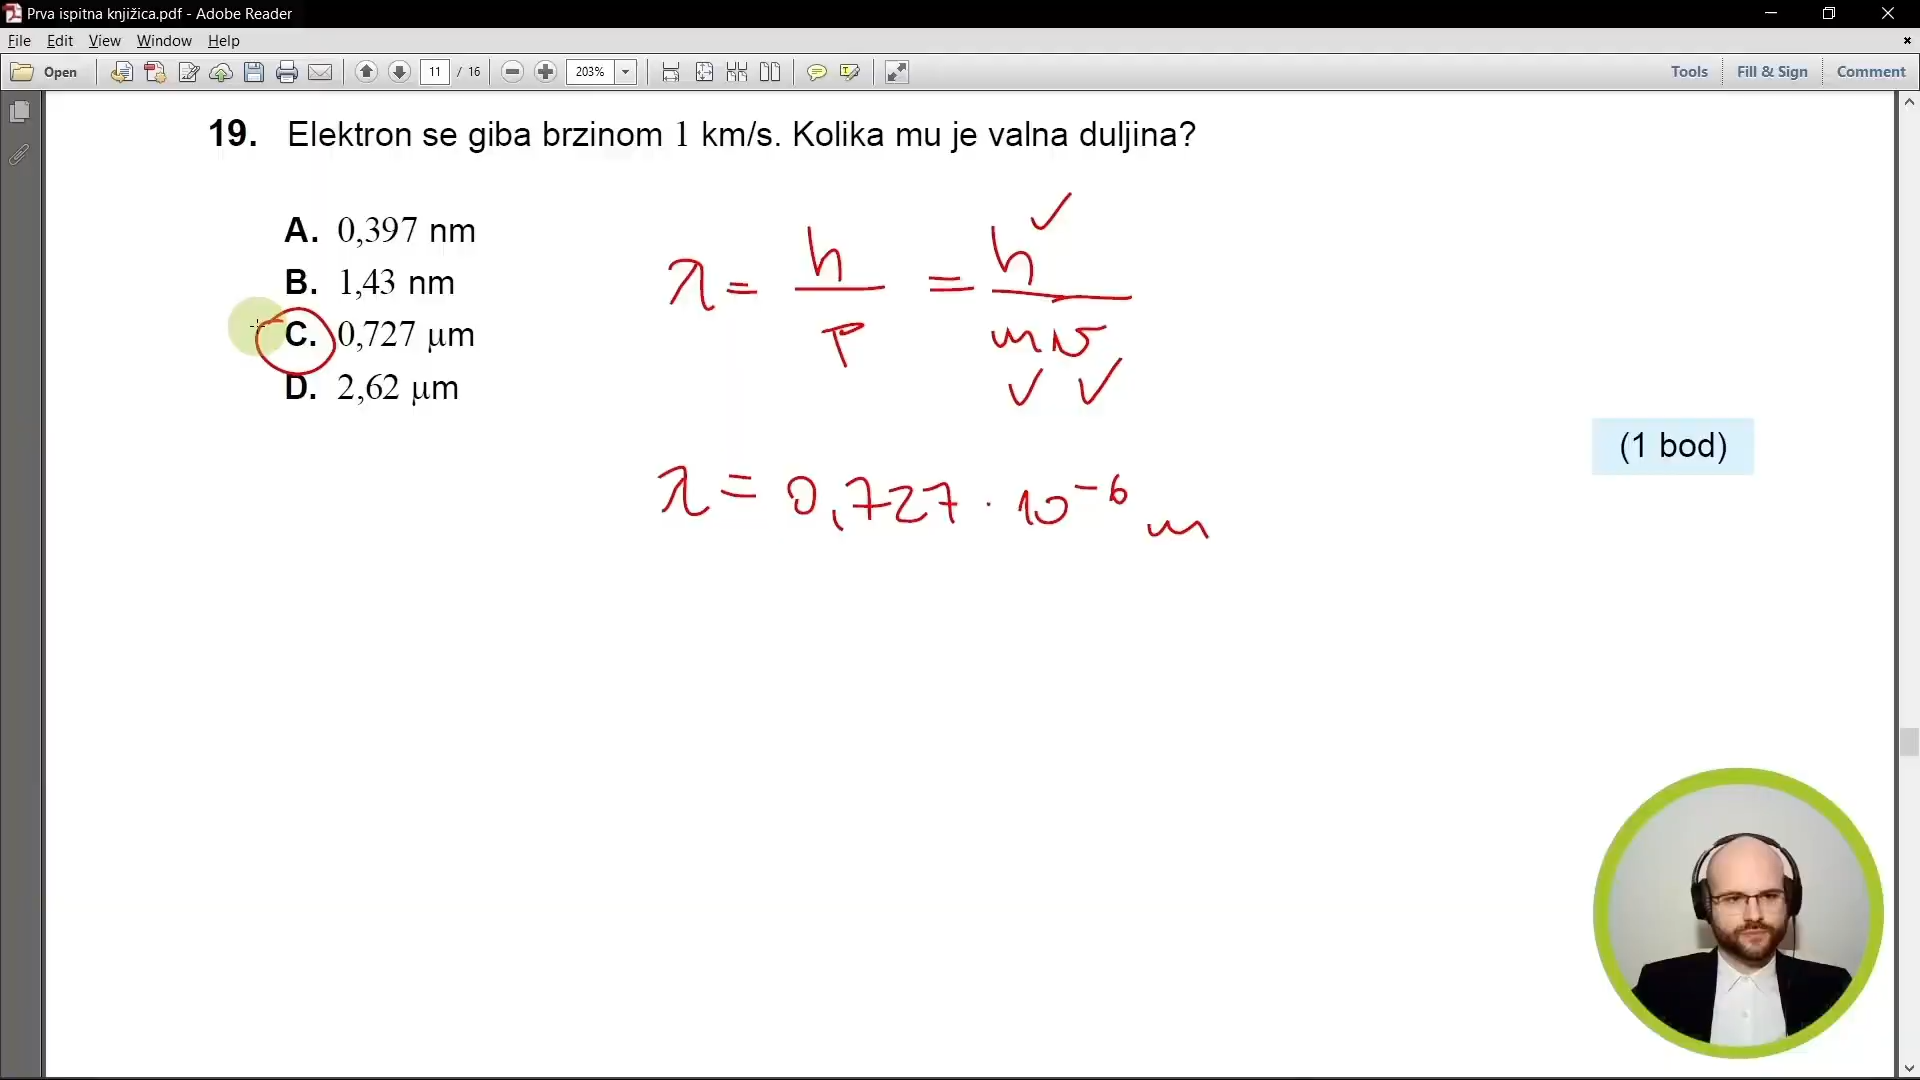 Prva ispitna knjižica.pdf - Adobe Reader
File Edit View Window Help
Open 11 / 16 203% Tools Fill & Sign Comment
19. Elektron se giba brzinom 1 km/s. Kolika mu je valna duljina?
A. 0,397 nm
B. 1,43 nm
C. 0,727 μm
D. 2,62 μm
λ = h / p = h / mv
(1 bod)
λ = 0,727 · 10⁻⁶ m